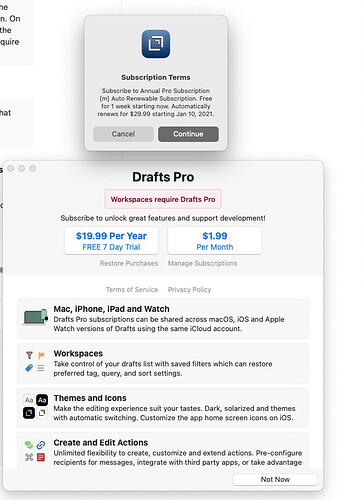 the
n. On
the
quire
hat
Subscription Terms
Subscribe to Annual Pro Subscription
[m] Auto Renewable Subscription. Free
for 1 week starting now. Automatically
renews for $29.99 starting Jan 10, 2021.
Cancel
Continue
Drafts Pro
Workspaces require Drafts Pro
Subscribe to unlock great features and support development!
$19.99 Per Year
FREE 7 Day Trial
$1.99
Per Month
Restore Purchases
Manage Subscriptions
Terms of Service
Privacy Policy
Mac, iPhone, iPad and Watch
Drafts Pro subscriptions can be shared across macOS, iOS and Apple
Watch versions of Drafts using the same iCloud account.
Workspaces
Take control of your drafts list with saved filters which can restore
preferred tag, query, and sort settings.
Aa Aa
Themes and Icons
Make the editing experience suit your tastes. Dark, solarized and themes
with automatic switching. Customize the app home screen icons on iOS.
Create and Edit Actions
Unlimited flexibility to create, customize and extend actions. Pre-configure
recipients for messages, integrate with third party apps, or take advantage
Not Now